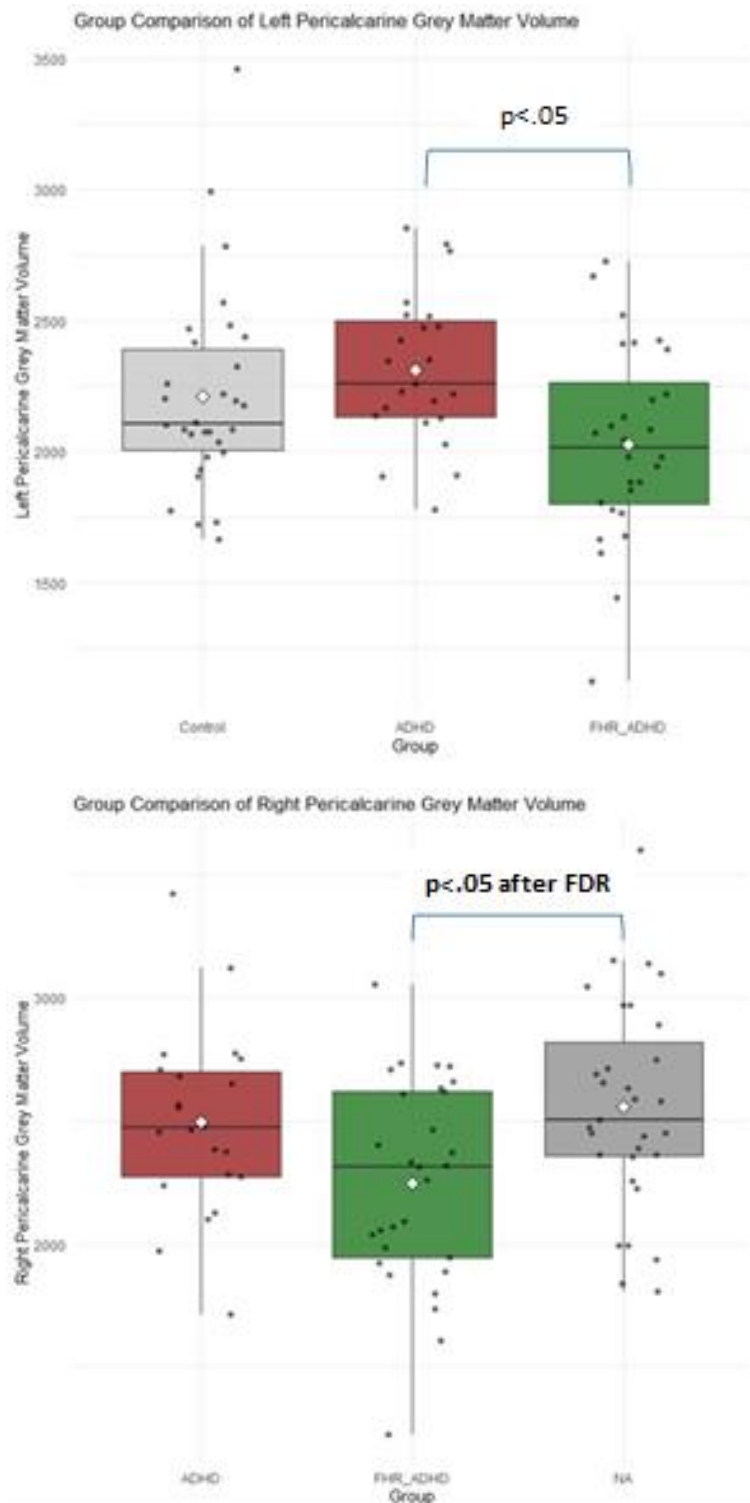 Group Comparison of Left Pericalcarine Grey Matter Volume
3500
p<.05
3000
Left Pericalcarine Grey Matter Volume
2500
2000
1500
Control ADHD FHR_ADHD
Group
Group Comparison of Right Pericalcarine Grey Matter Volume
p<.05 after FDR
3000
Right Pericalcarine Grey Matter Volume
2000
ADHD FHR_ADHD NA
Group